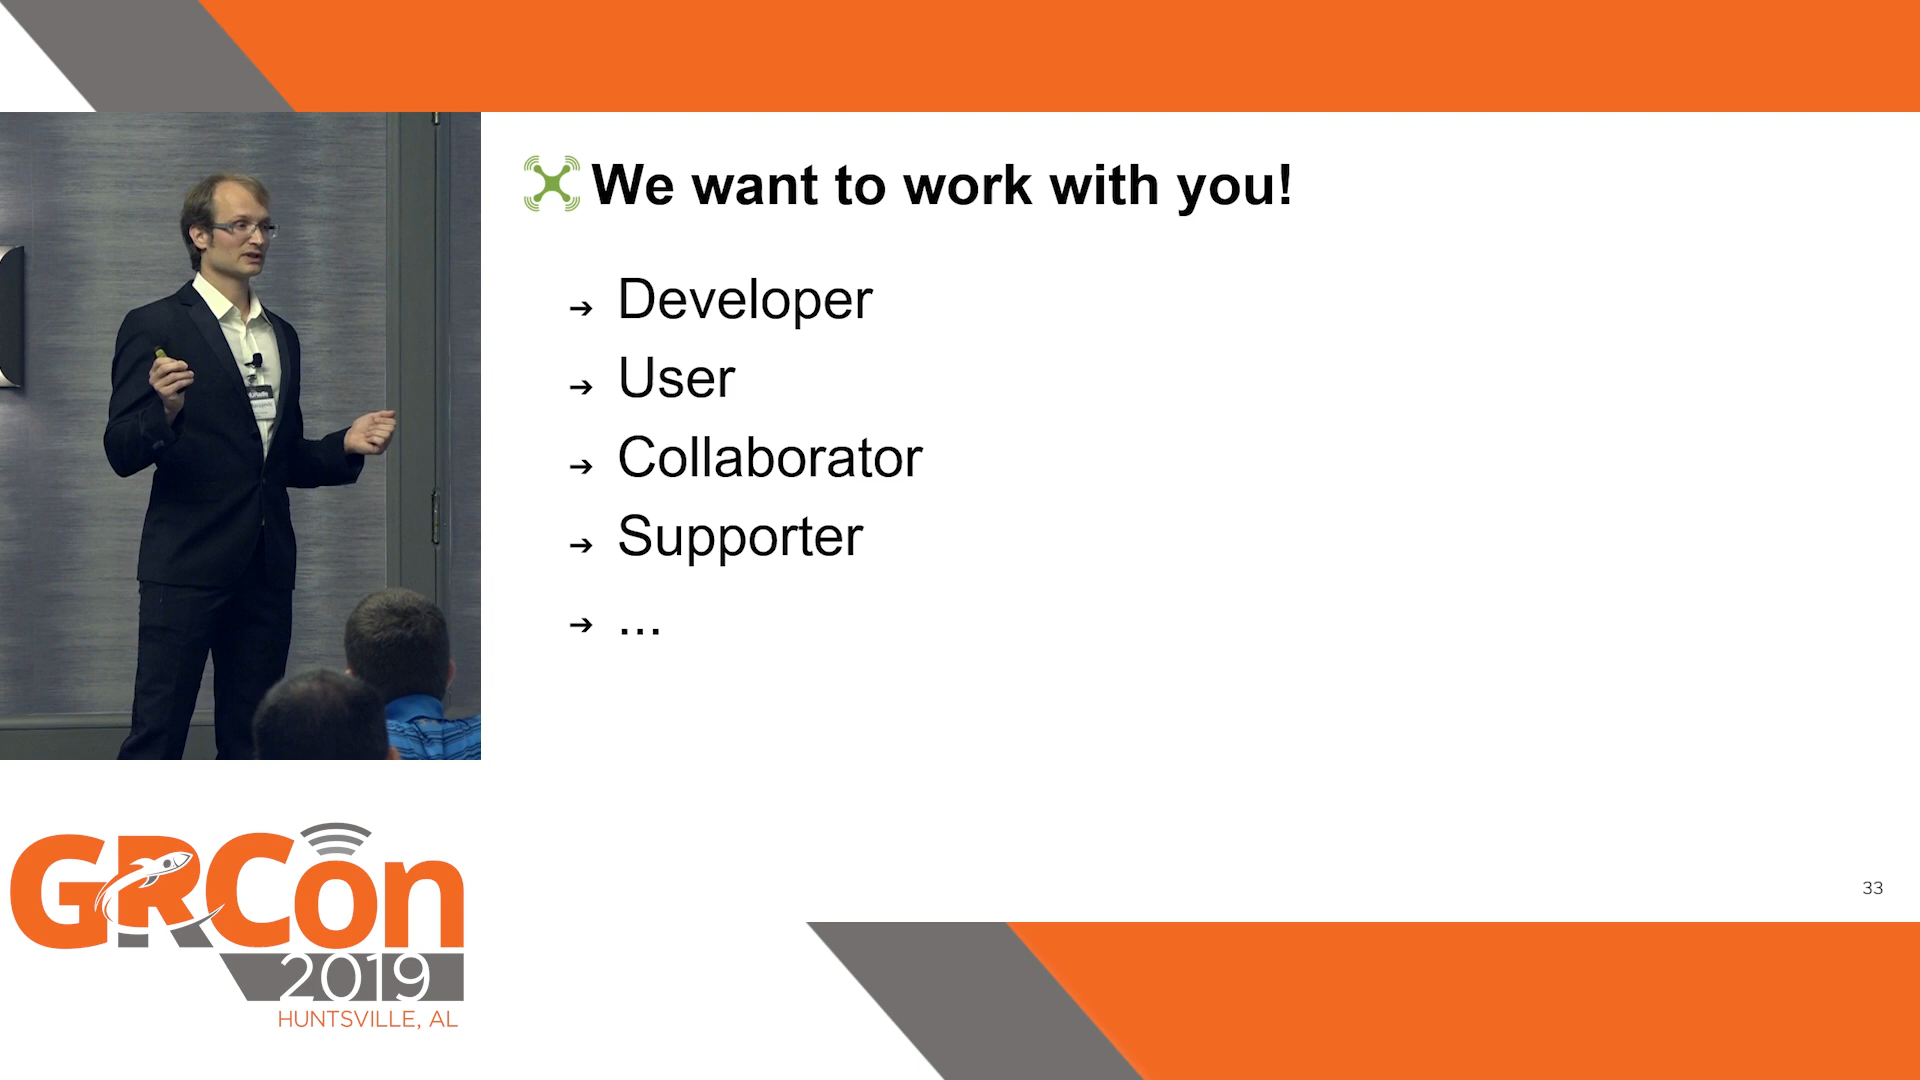 We want to work with you!
➔ Developer
➔ User
➔ Collaborator
➔ Supporter
➔ ...
33
GRCon
2019
HUNTSVILLE, AL